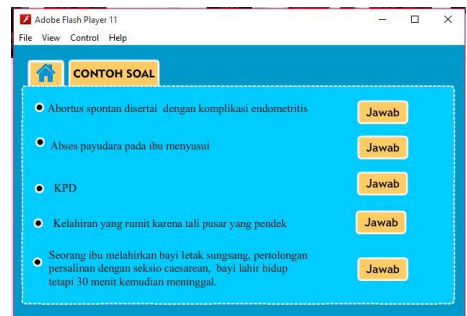 Adobe Flash Player 11
File View Control Help
CONTOH SOAL
Abortus spontan disertai dengan komplikasi endometritis
Jawab
Abses payudara pada ibu menyusui
Jawab
KPD
Jawab
Kelahiran yang rumit karena tali pusar yang pendek
Jawab
Seorang ibu melahirkan bayi letak sungsang, pertolongan
persalinan dengan seksio caesarean, bayi lahir hidup
tetapi 30 menit kemudian meninggal.
Jawab